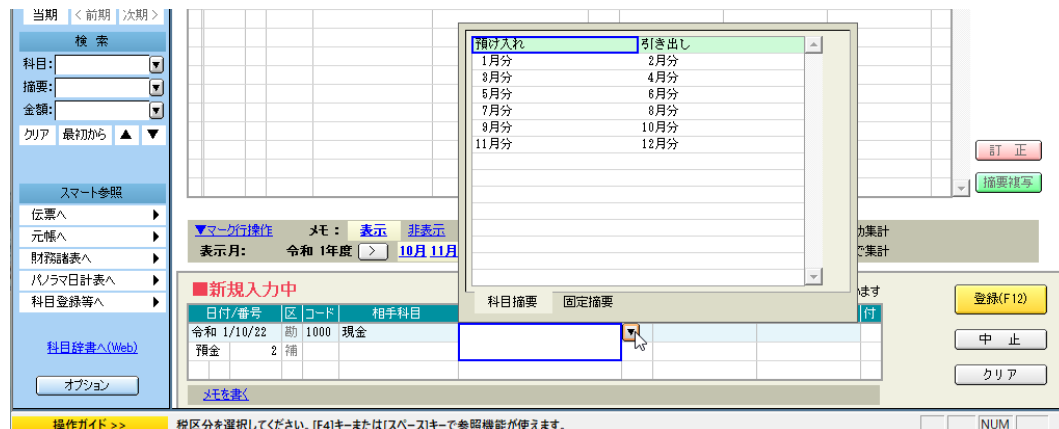 当期 <前期 次期>
検 索
科目:
摘要:
金額:
クリア 最初から ▲ ▼
スマート参照
伝票へ
元帳へ
財務諸表へ
パノラマ日計表へ
科目登録等へ
科目辞書へ(Web)
オプション
預け入れ 引き出し
1月分 2月分
3月分 4月分
5月分 6月分
7月分 8月分
9月分 10月分
11月分 12月分
科目摘要 固定摘要
訂 正
摘要複写
▼マーク行操作 メモ: 表示 非表示
集計
表示月: 令和 1年度 > 10月 11月
で集計
■新規入力中
ます
日付/番号 区 コード 相手科目 付
令和 1/10/22 勘 1000 現金
預金 2 補
メモを書く
登録(F12)
中 止
クリア
操作ガイド >> 税区分を選択してください。[F4]キーまたは[スペース]キーで参照機能が使えます。 NUM